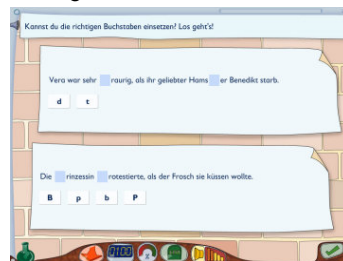 Kannst du die richtigen Buchstaben einsetzen? Los geht's!
Vera war sehr raurig, als ihr geliebter Hams er Benedikt starb.
d t
Die rinzessin rotestierte, als der Frosch sie küssen wollte.
B p b P
0100